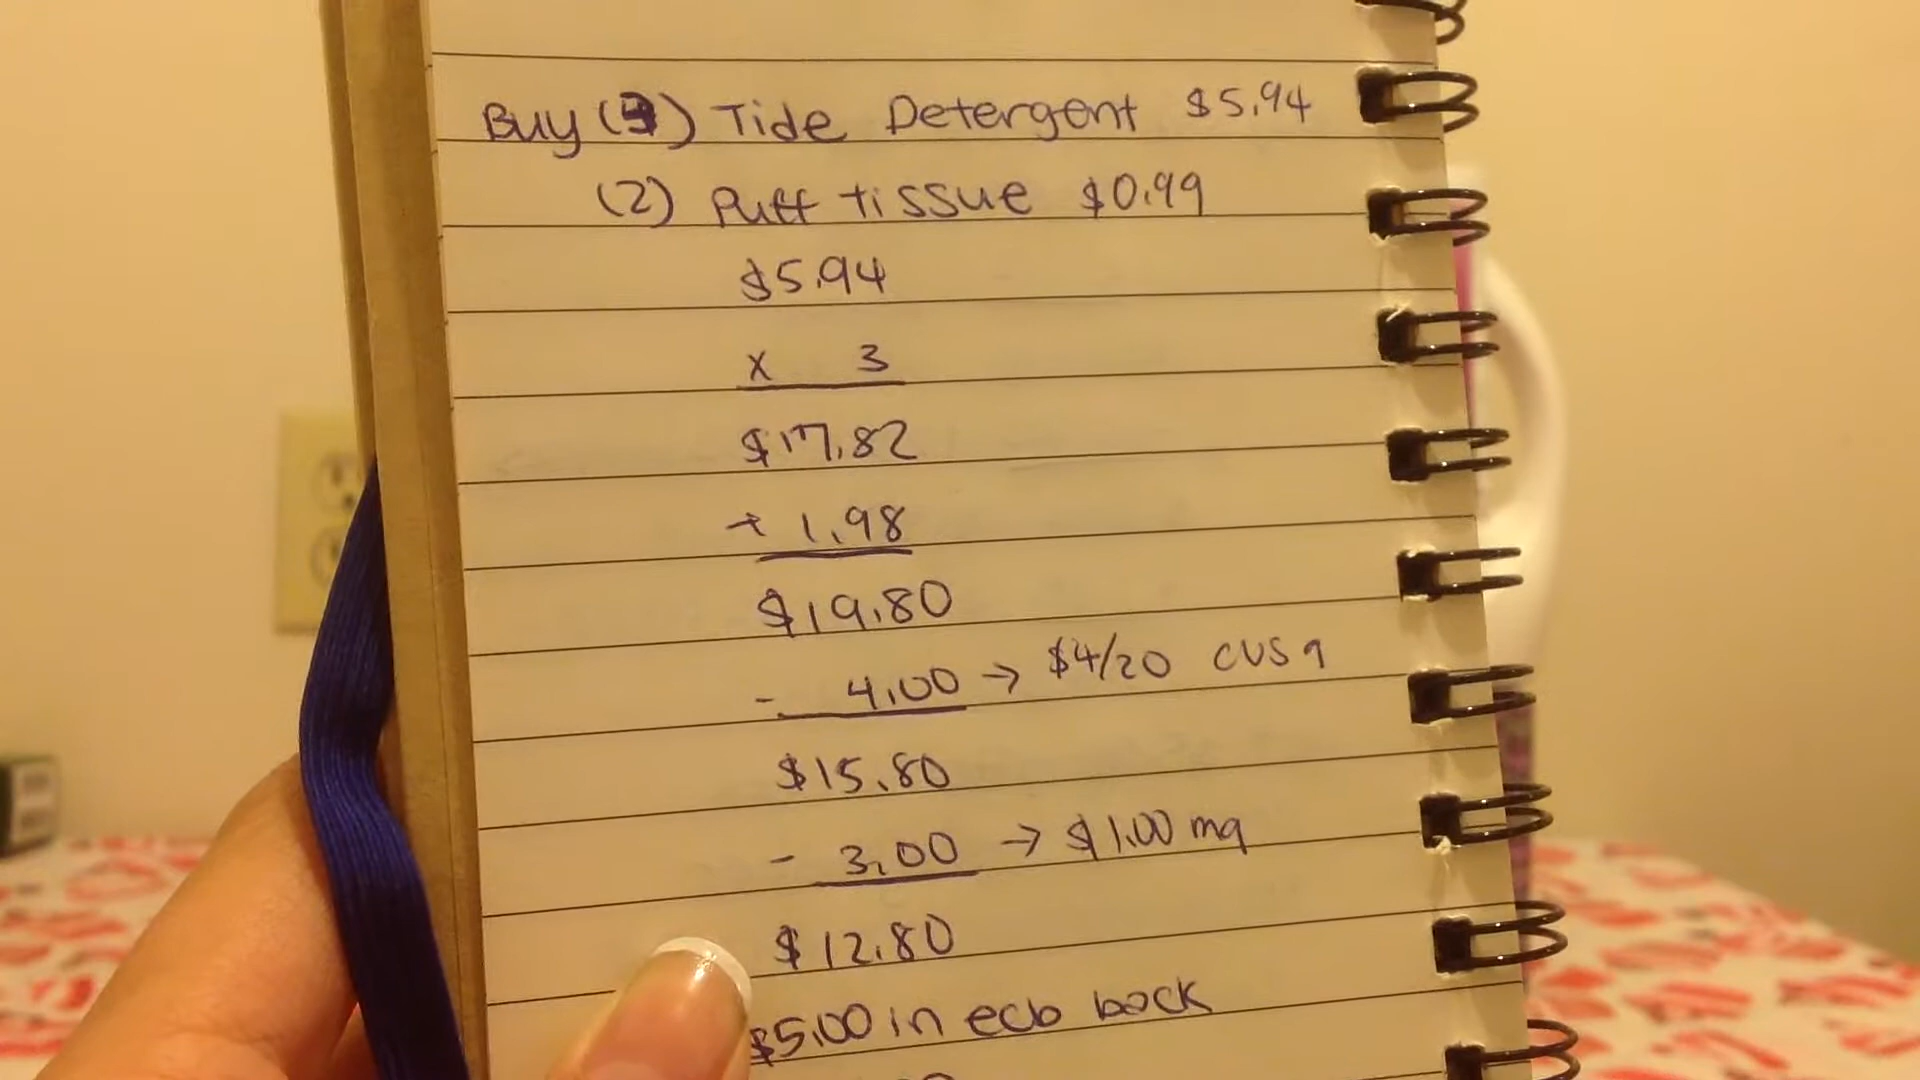 Buy (3) Tide Detergent $5.94
(2) Puff tissue $0.99
$5.94
x 3
$17.82
+ 1.98
$19.80
- 4.00 → $4/20 CVS q
$15.80
- 3.00 → $1.00 mq
$12.80
$5.00 in ecb back